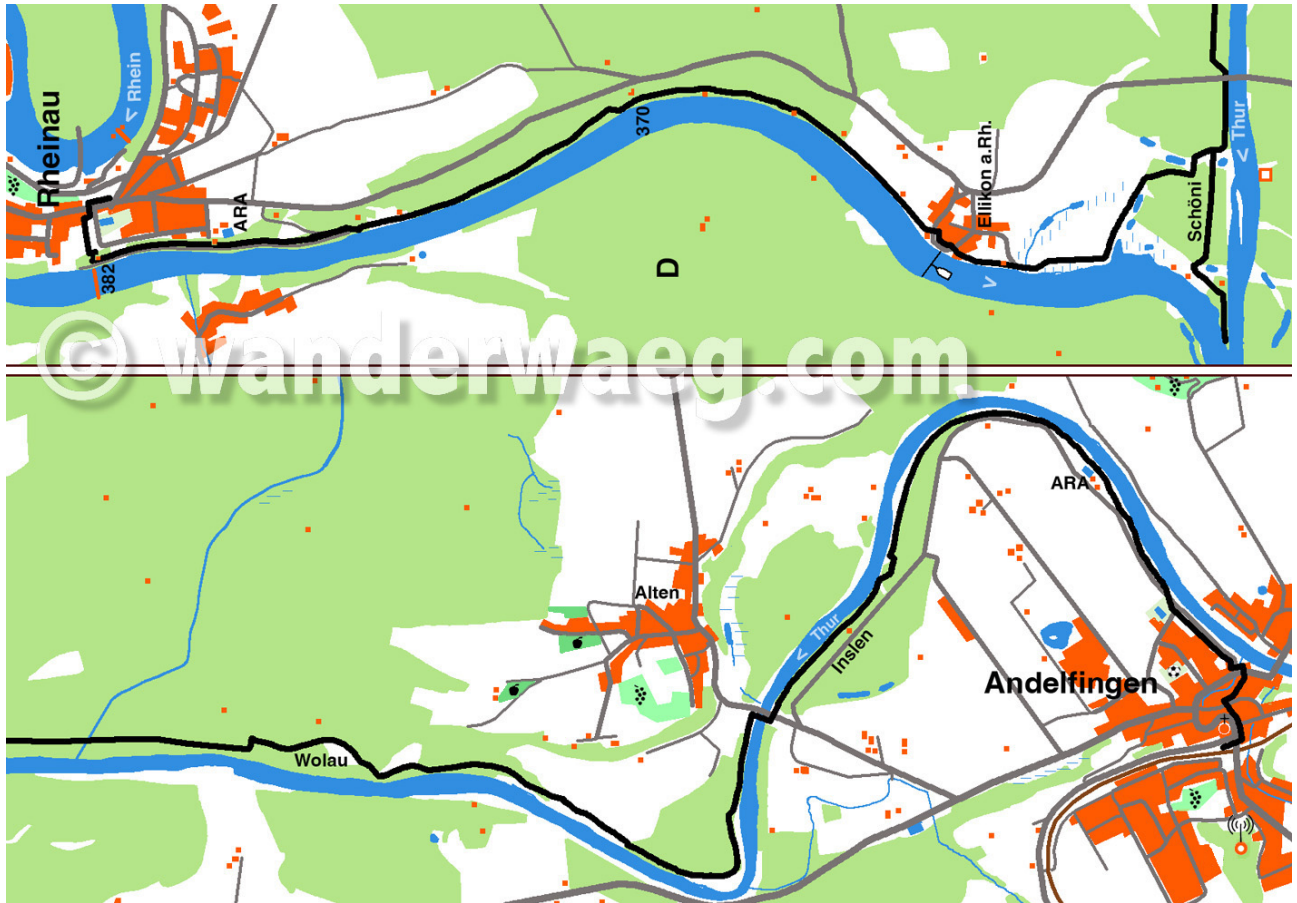 Rheinau
< Rhein
ARA
382
370
D
Ellikon a.Rh.
<
Schöni
< Thur
© wanderwaeg.com
Alten
ARA
< Thur
Inslen
Andelfingen
Wolau